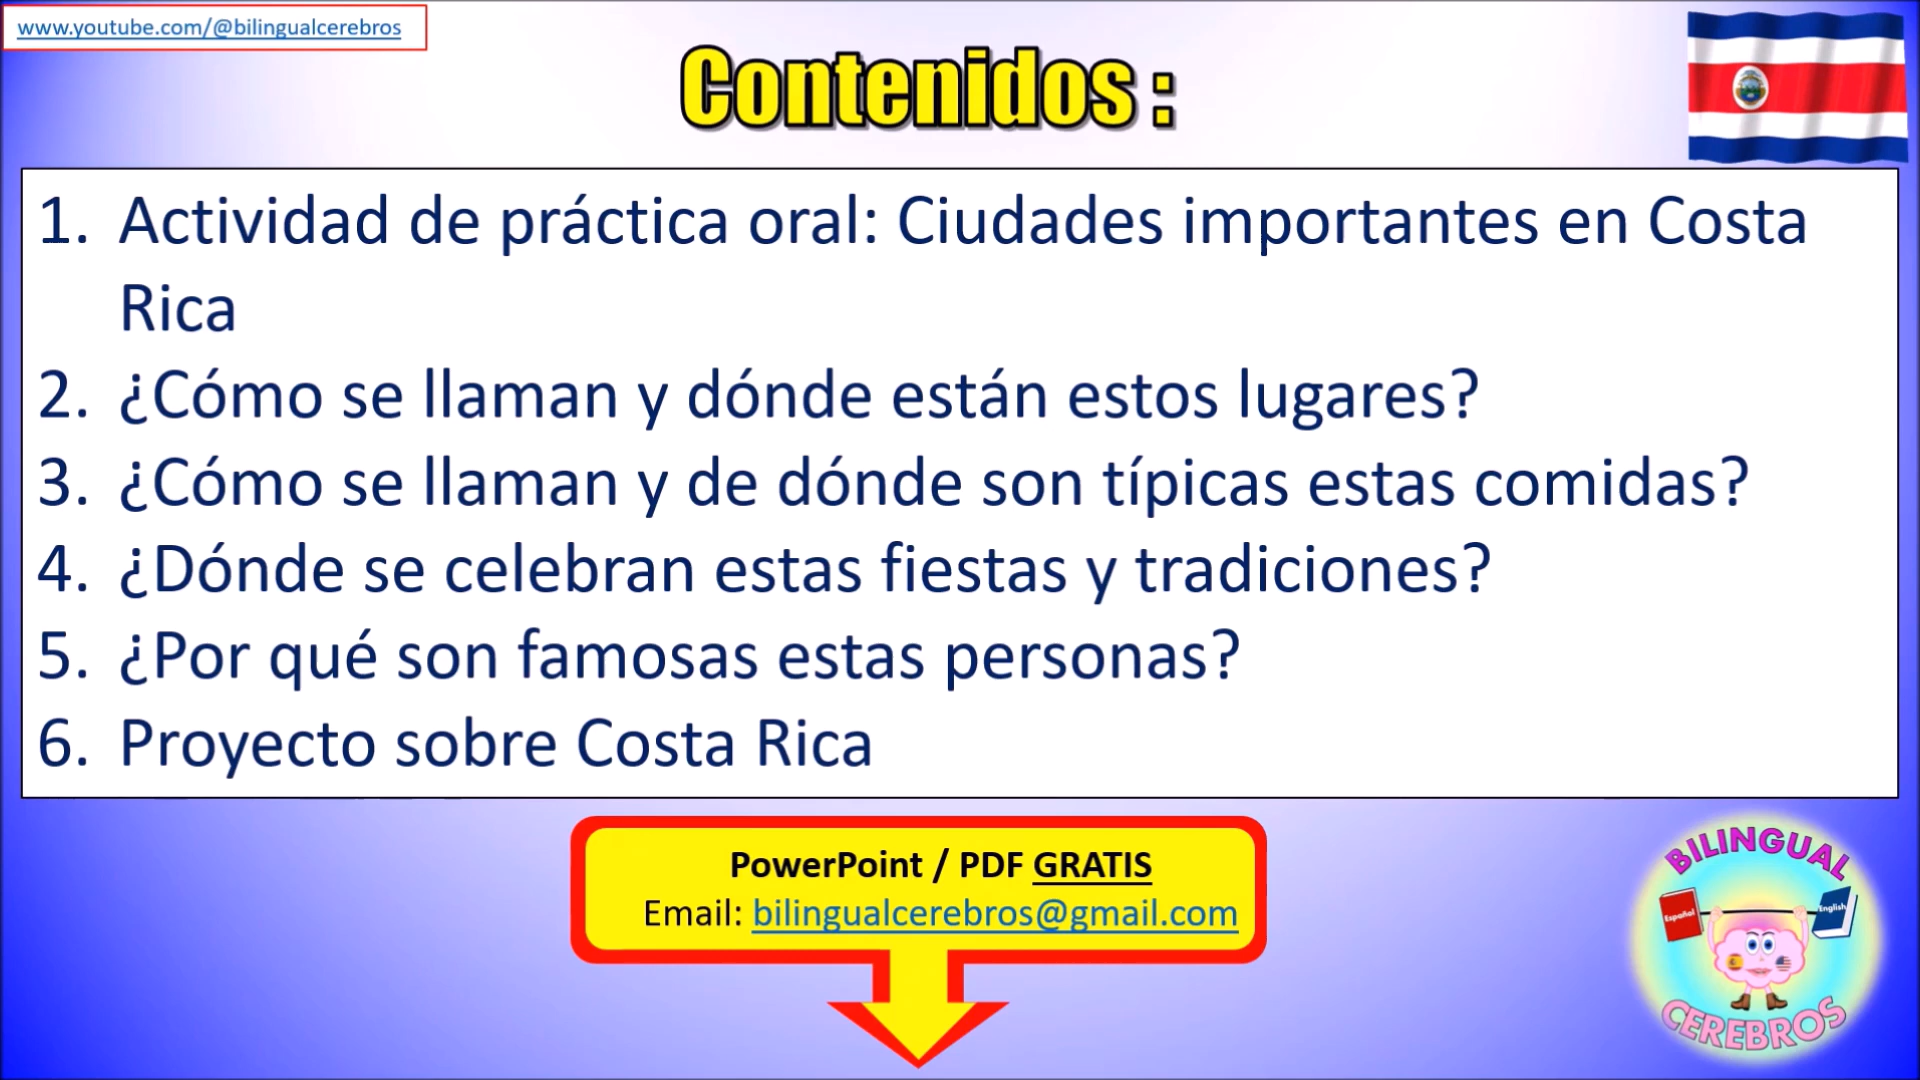 www.youtube.com/@bilingualcerebros
Contenidos :
1. Actividad de práctica oral: Ciudades importantes en Costa
Rica
2. ¿Cómo se llaman y dónde están estos lugares?
3. ¿Cómo se llaman y de dónde son típicas estas comidas?
4. ¿Dónde se celebran estas fiestas y tradiciones?
5. ¿Por qué son famosas estas personas?
6. Proyecto sobre Costa Rica
PowerPoint / PDF GRATIS
Email: bilingualcerebros@gmail.com
BILINGUAL
Español
English
CEREBROS